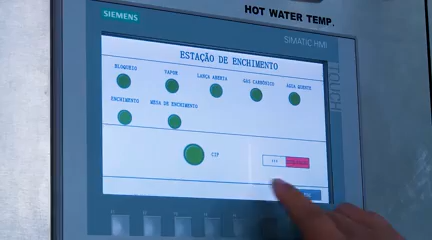 HOT WATER TEMP.
SIEMENS
SIMATIC HMI
TOUCH
ESTAÇÃO DE ENCHIMENTO
BLOQUEIO VAPOR LANÇA ABERTA GÁS CARBÔNICO ÁGUA QUENTE
ENCHIMENTO MESA DE ENCHIMENTO
CIP